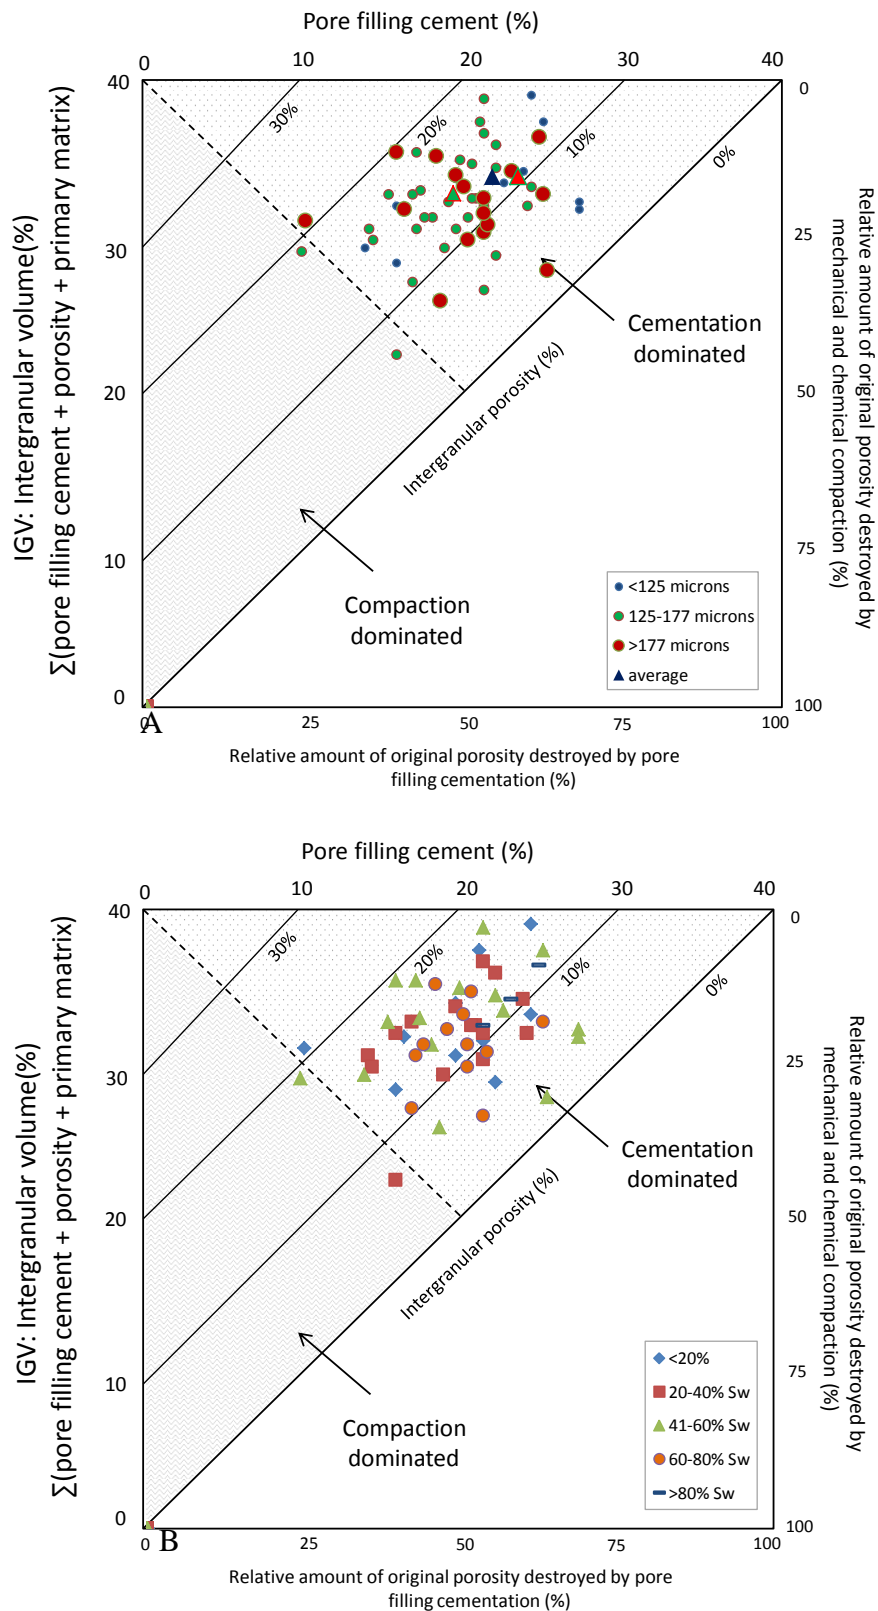 Pore filling cement (%)
0 10 20 30 40
40 0
30%
20%
10%
0%
30 25
20 50
10 75
0 100
IGV: Intergranular volume(%)
∑(pore filling cement + porosity + primary matrix)
Relative amount of original porosity destroyed by
mechanical and chemical compaction (%)
Cementation
dominated
Intergranular porosity (%)
Compaction
dominated
<125 microns
125-177 microns
>177 microns
average
A
0 25 50 75 100
Relative amount of original porosity destroyed by pore
filling cementation (%)
Pore filling cement (%)
0 10 20 30 40
40 0
30%
20%
10%
0%
30 25
20 50
10 75
0 100
IGV: Intergranular volume(%)
∑(pore filling cement + porosity + primary matrix)
Relative amount of original porosity destroyed by
mechanical and chemical compaction (%)
Cementation
dominated
Intergranular porosity (%)
Compaction
dominated
<20%
20-40% Sw
41-60% Sw
60-80% Sw
>80% Sw
B
0 25 50 75 100
Relative amount of original porosity destroyed by pore
filling cementation (%)